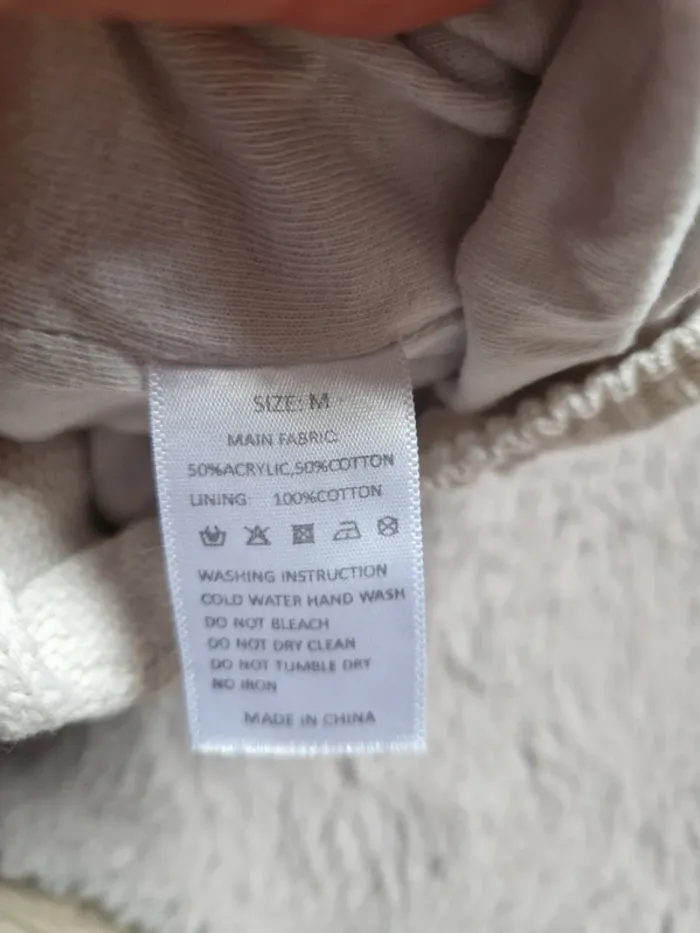 SIZE: M
MAIN FABRIC:
50%ACRYLIC,50%COTTON
LINING: 100%COTTON
WASHING INSTRUCTION
COLD WATER HAND WASH
DO NOT BLEACH
DO NOT DRY CLEAN
DO NOT TUMBLE DRY
NO IRON
MADE IN CHINA